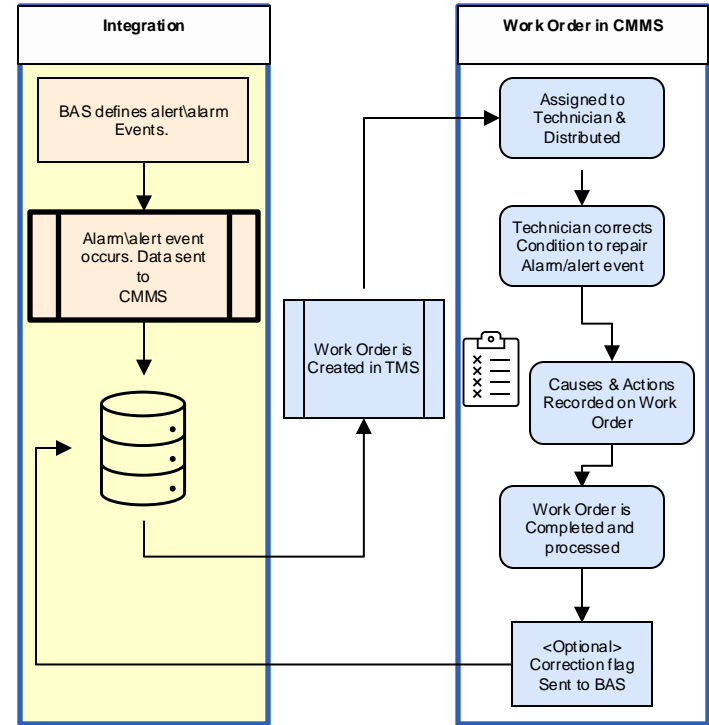 Integration
BAS defines alert\alarm
Events.
Alarm\alert event
occurs. Data sent
to
CMMS
Work Order is
Created in TMS
Work Order in CMMS
Assigned to
Technician &
Distributed
Technician corrects
Condition to repair
Alarm/alert event
Causes & Actions
Recorded on Work
Order
Work Order is
Completed and
processed
<Optional>
Correction flag
Sent to BAS